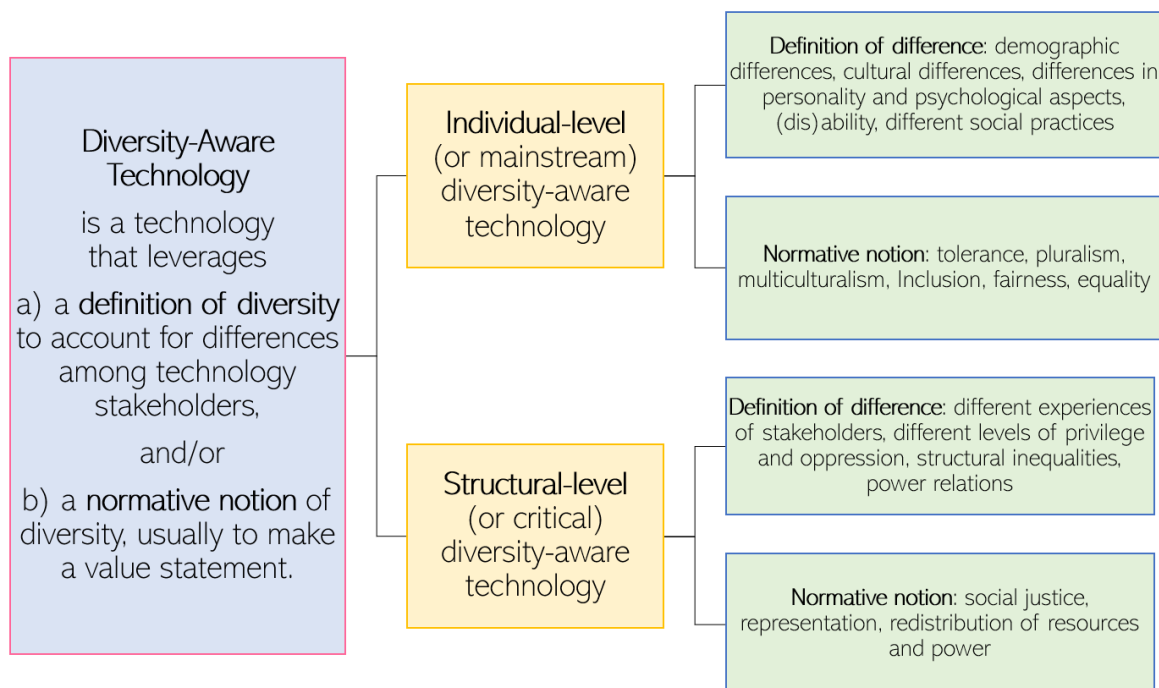 Diversity-Aware
Technology
is a technology
that leverages
a) a definition of diversity
to account for differences
among technology
stakeholders,
and/or
b) a normative notion of
diversity, usually to make
a value statement.
Individual-level
(or mainstream)
diversity-aware
technology
Definition of difference: demographic
differences, cultural differences, differences in
personality and psychological aspects,
(dis)ability, different social practices
Normative notion: tolerance, pluralism,
multiculturalism, Inclusion, fairness, equality
Structural-level
(or critical)
diversity-aware
technology
Definition of difference: different experiences
of stakeholders, different levels of privilege
and oppression, structural inequalities,
power relations
Normative notion: social justice,
representation, redistribution of resources
and power